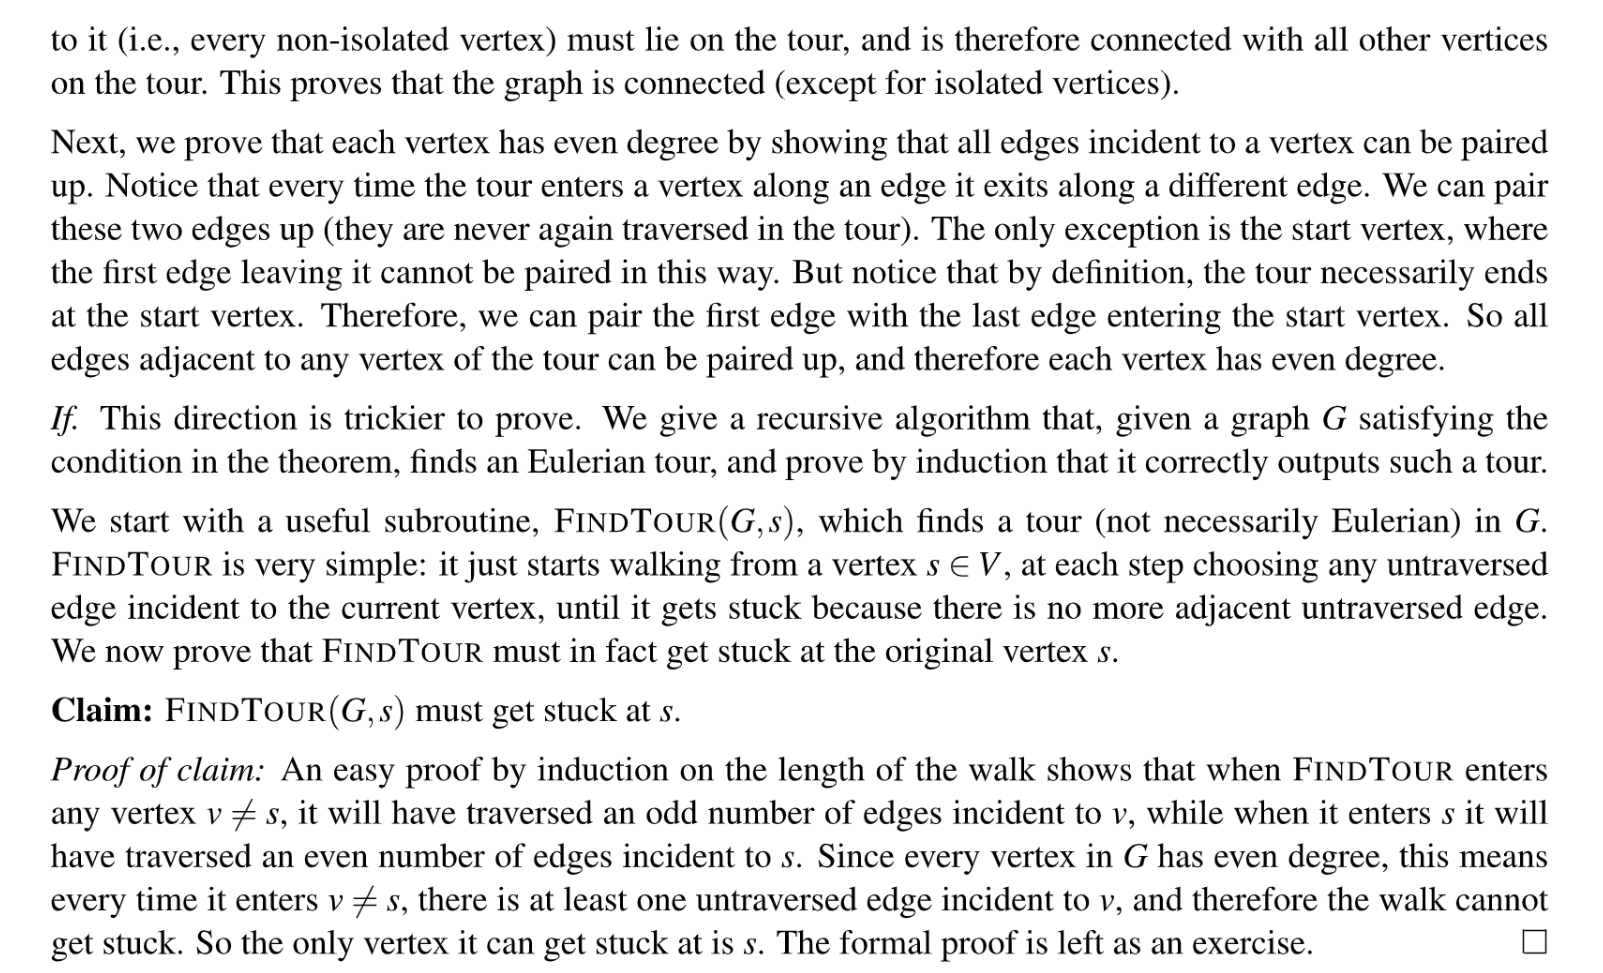 to it (i.e., every non-isolated vertex) must lie on the tour, and is therefore connected with all other vertices
on the tour. This proves that the graph is connected (except for isolated vertices).
Next, we prove that each vertex has even degree by showing that all edges incident to a vertex can be paired
up. Notice that every time the tour enters a vertex along an edge it exits along a different edge. We can pair
these two edges up (they are never again traversed in the tour). The only exception is the start vertex, where
the first edge leaving it cannot be paired in this way. But notice that by definition, the tour necessarily ends
at the start vertex. Therefore, we can pair the first edge with the last edge entering the start vertex. So all
edges adjacent to any vertex of the tour can be paired up, and therefore each vertex has even degree.
If. This direction is trickier to prove. We give a recursive algorithm that, given a graph G satisfying the
condition in the theorem, finds an Eulerian tour, and prove by induction that it correctly outputs such a tour.
We start with a useful subroutine, FINDTOUR(G,s), which finds a tour (not necessarily Eulerian) in G.
FINDTOUR is very simple: it just starts walking from a vertex s ∈ V, at each step choosing any untraversed
edge incident to the current vertex, until it gets stuck because there is no more adjacent untraversed edge.
We now prove that FINDTOUR must in fact get stuck at the original vertex s.
Claim: FINDTOUR(G,s) must get stuck at s.
Proof of claim: An easy proof by induction on the length of the walk shows that when FINDTOUR enters
any vertex v ≠ s, it will have traversed an odd number of edges incident to v, while when it enters s it will
have traversed an even number of edges incident to s. Since every vertex in G has even degree, this means
every time it enters v ≠ s, there is at least one untraversed edge incident to v, and therefore the walk cannot
get stuck. So the only vertex it can get stuck at is s. The formal proof is left as an exercise. □